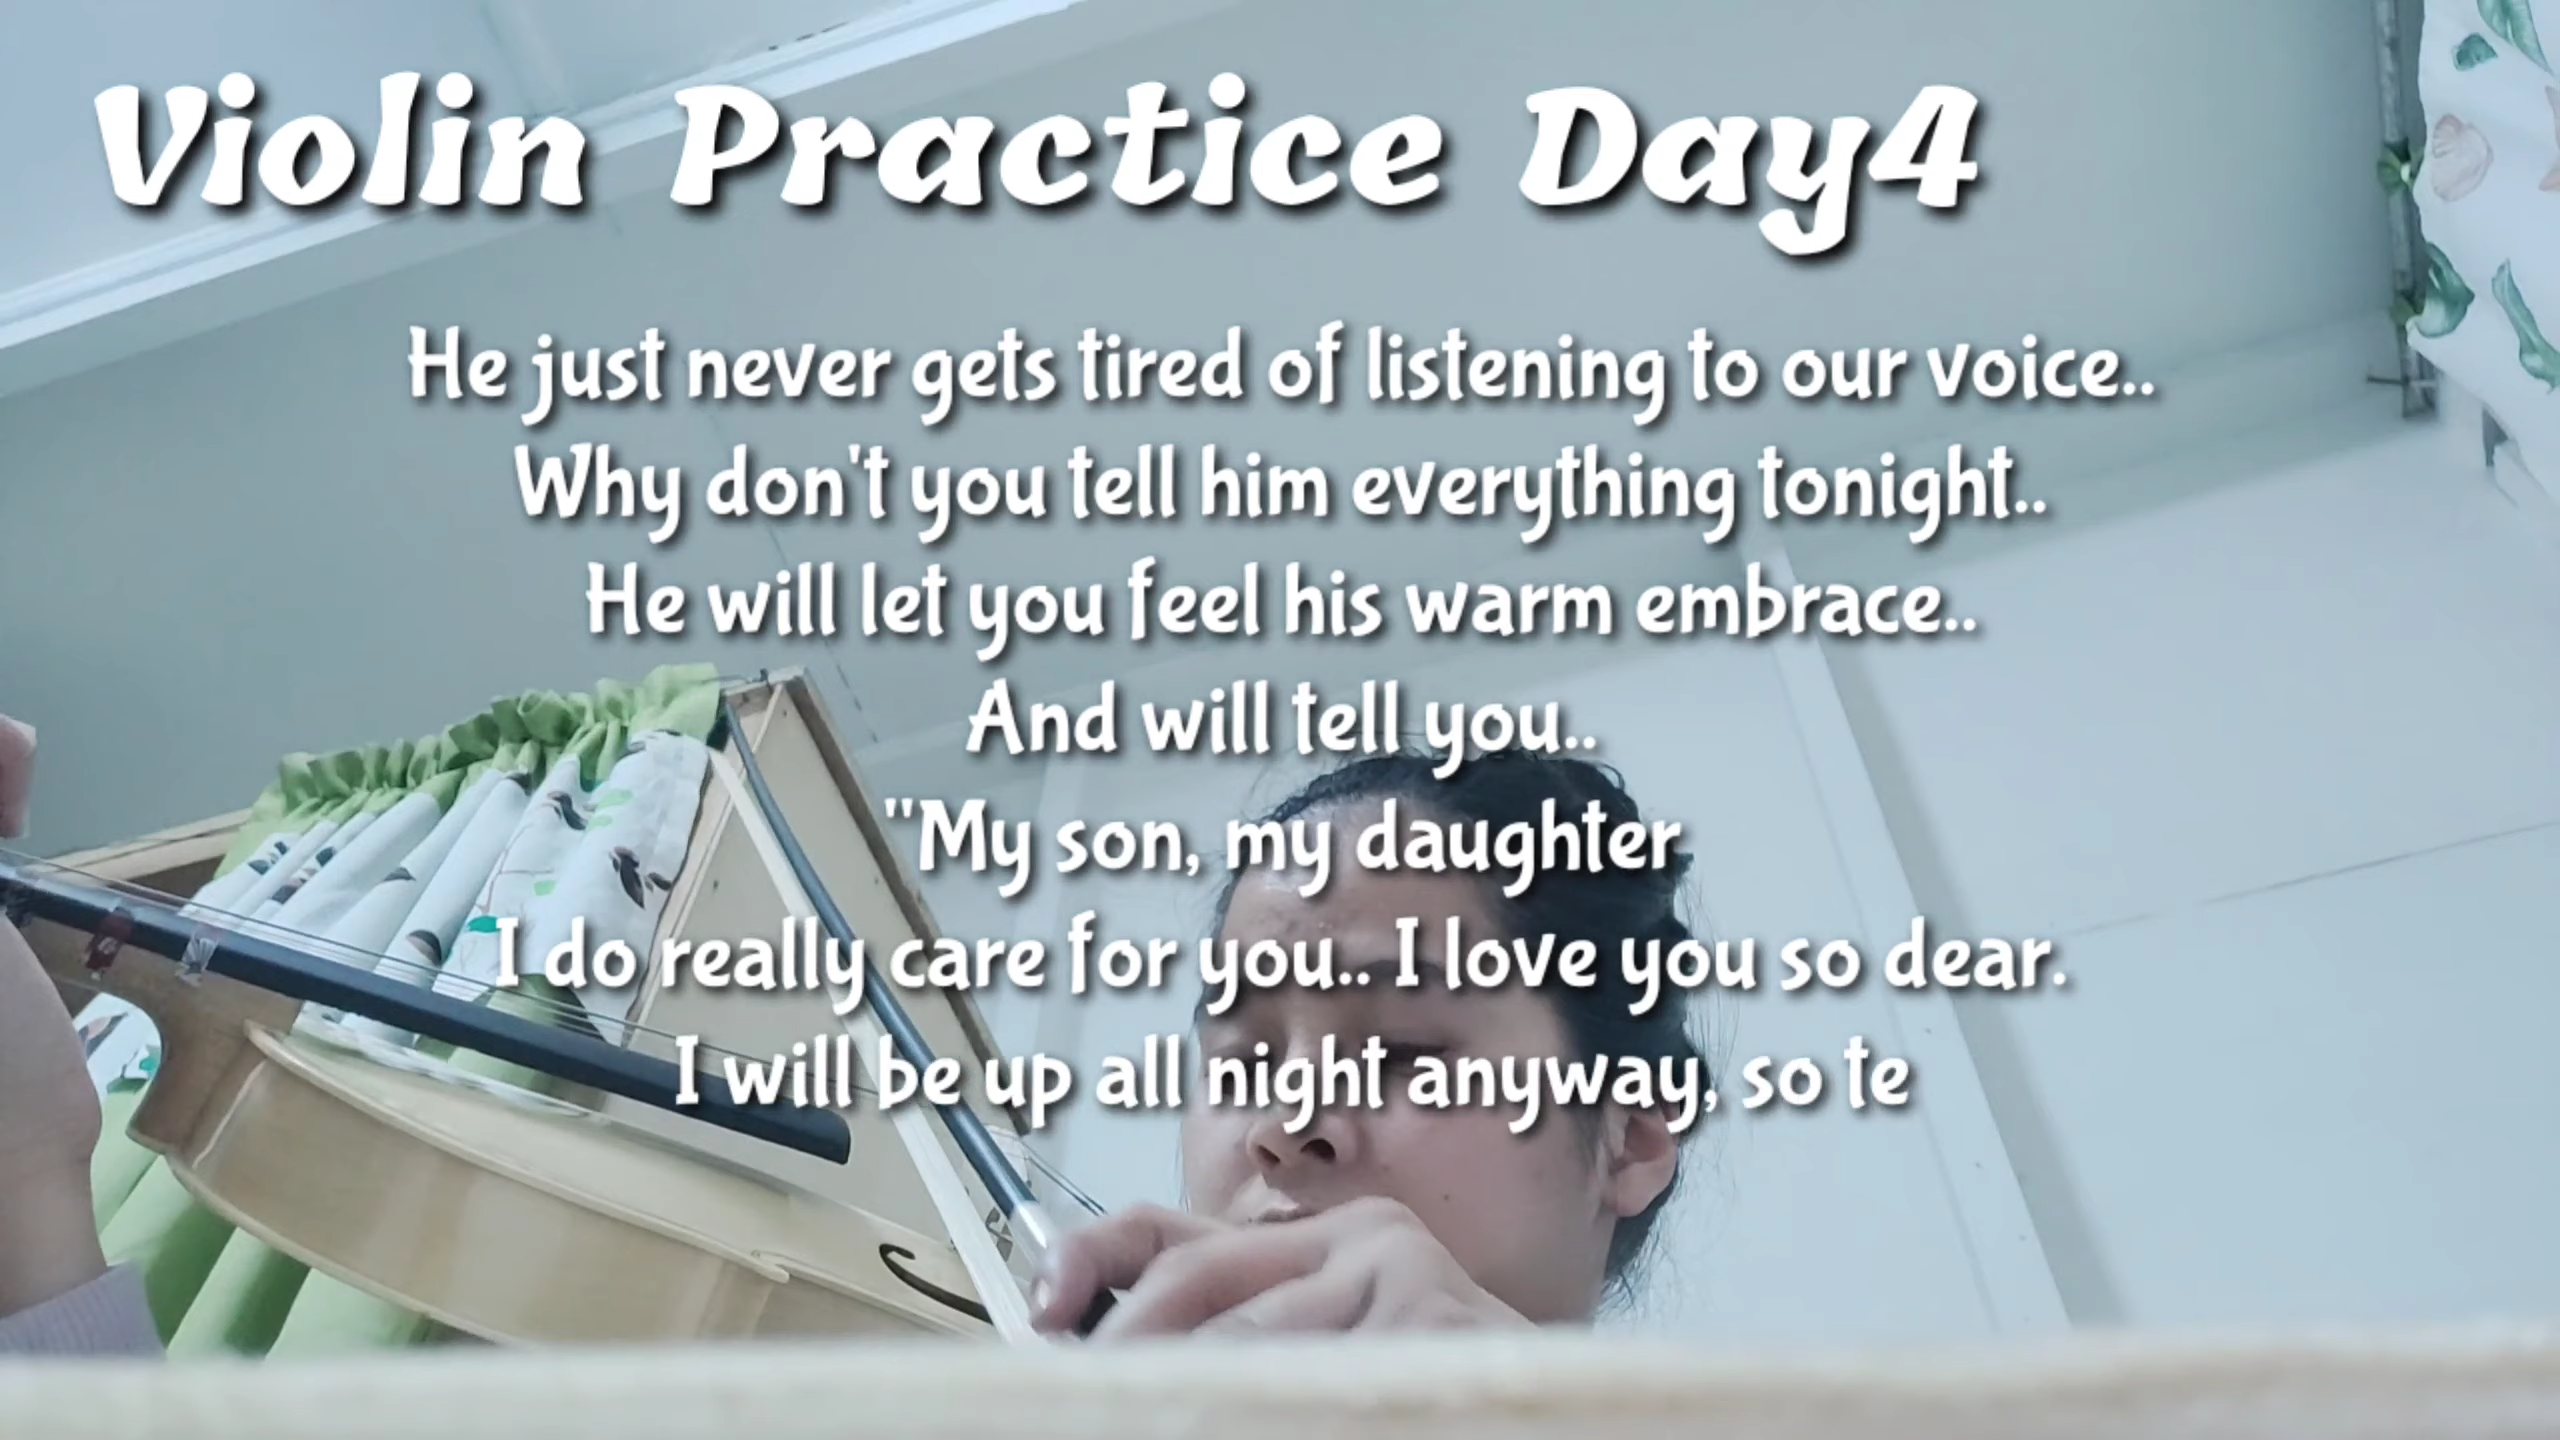 Violin Practice Day4
He just never gets tired of listening to our voice..
Why don't you tell him everything tonight..
He will let you feel his warm embrace..
And will tell you..
"My son, my daughter
I do really care for you.. I love you so dear.
I will be up all night anyway, so te